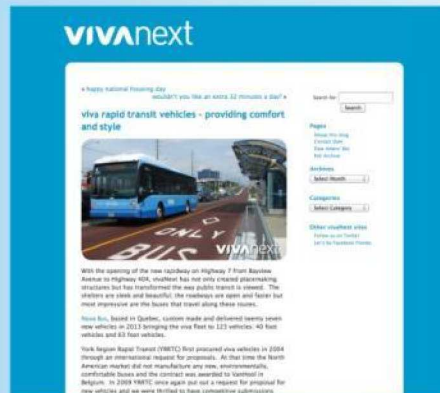 vivanext
« happy national housing day
wouldn't you like an extra 32 minutes a day? »
viva rapid transit vehicles – providing comfort
and style
ONLY
BUS
vivanext
With the opening of the new rapidway on Highway 7 from Bayview
Avenue to Highway 404, vivaNext has not only created placemaking
structures but has transformed the way public transit is viewed. The
shelters are sleek and beautiful; the roadways are open and faster but
most impressive are the buses that travel along these routes.
Nova Bus, based in Quebec, custom made and delivered twenty seven
new vehicles in 2013 bringing the viva fleet to 123 vehicles: 40 foot
vehicles and 63 foot vehicles.
York Region Rapid Transit (YRRTC) first procured viva vehicles in 2004
through an international request for proposals. At that time the North
American market did not manufacture any new, environmentally,
comfortable buses and the contract was awarded to VanHool in
Belgium. In 2009 YRRTC once again put out a request for proposal for
new vehicles and we were thrilled to have competitive submissions
Search for:
Search
Pages
About this blog
Contact Dale
Dale Albers' Bio
Full Archive
Archives
Select Month
Categories
Select Category
Other vivaNext sites
Follow us on Twitter
Let's be Facebook friends